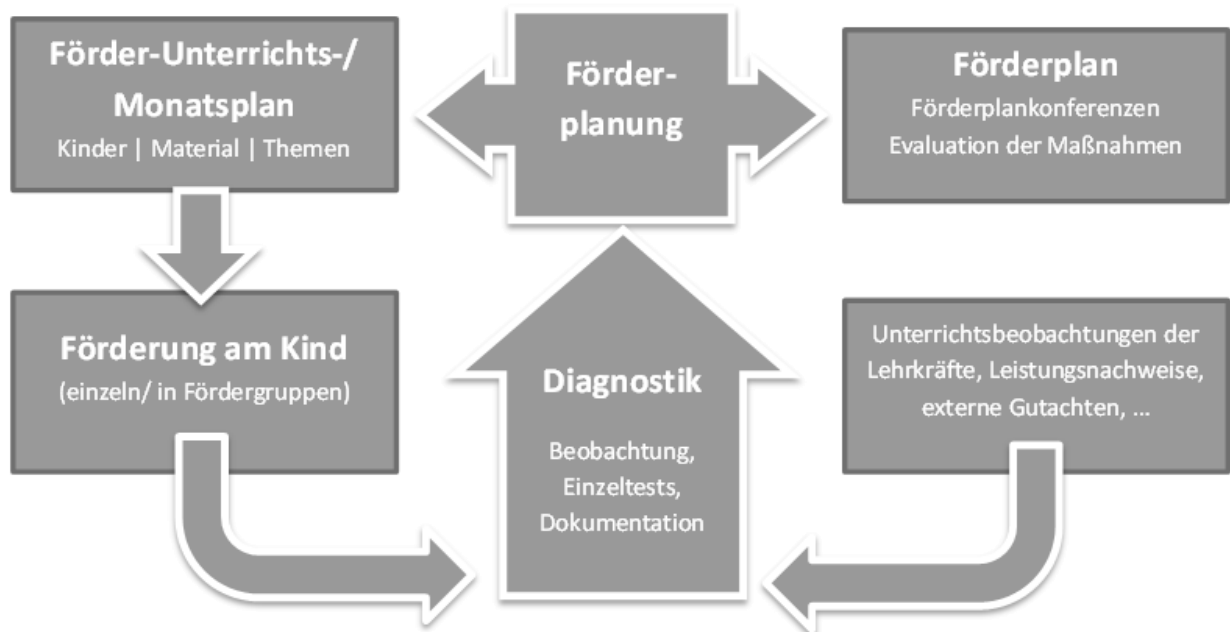 Förder-Unterrichts-/
Monatsplan
Kinder | Material | Themen
Förder-
planung
Förderplan
Förderplankonferenzen
Evaluation der Maßnahmen
Förderung am Kind
(einzeln/ in Fördergruppen)
Diagnostik
Beobachtung,
Einzeltests,
Dokumentation
Unterrichtsbeobachtungen der
Lehrkräfte, Leistungsnachweise,
externe Gutachten, ...